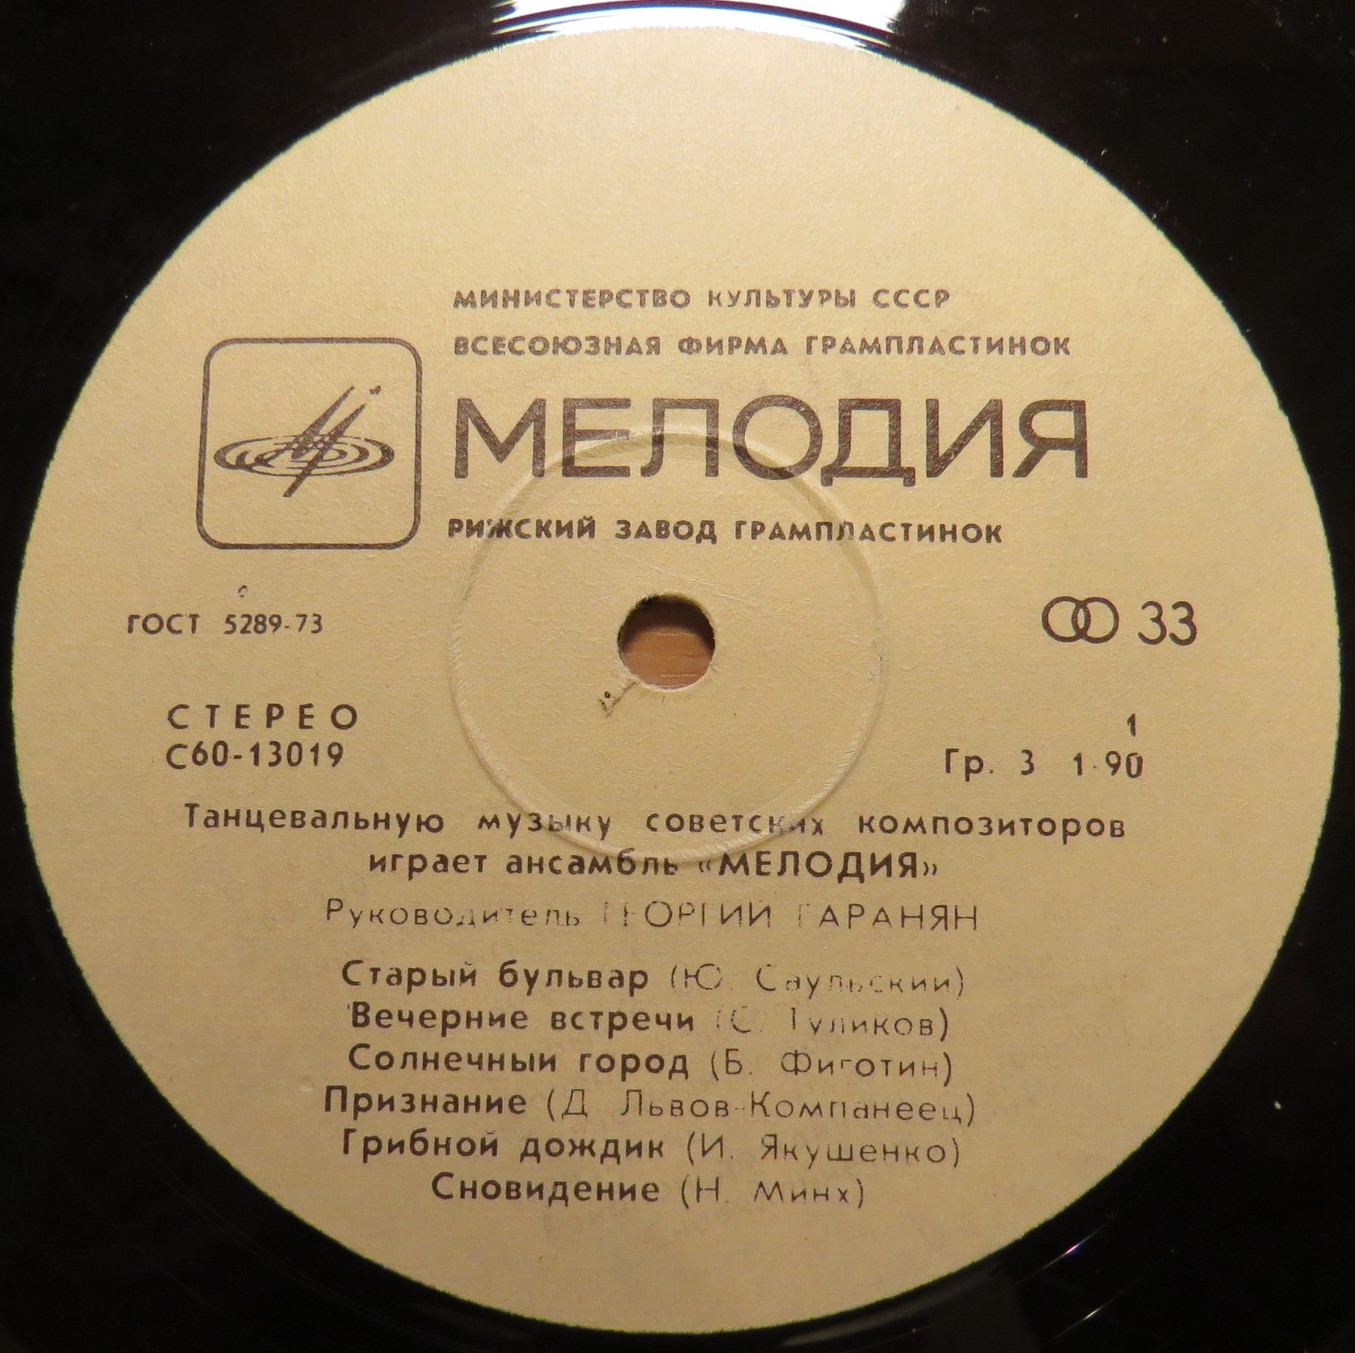 МИНИСТЕРСТВО КУЛЬТУРЫ СССР
ВСЕСОЮЗНАЯ ФИРМА ГРАМПЛАСТИНОК
МЕЛОДИЯ
РИЖСКИЙ ЗАВОД ГРАМПЛАСТИНОК
ГОСТ 5289-73
33
СТЕРЕО
С60-13019
1
Гр. 3 1-90
Танцевальную музыку советских композиторов
играет ансамбль «МЕЛОДИЯ»
Руководитель ГЕОРГИЙ ГАРАНЯН
Старый бульвар (Ю. Саульский)
Вечерние встречи (С. Туликов)
Солнечный город (Б. Фиготин)
Признание (Д. Львов-Компанеец)
Грибной дождик (И. Якушенко)
Сновидение (Н. Минх)